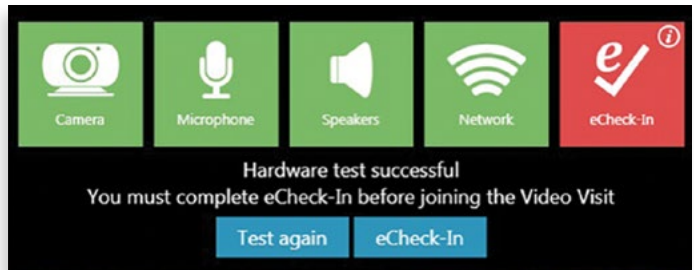 Camera
Microphone
Speakers
Network
eCheck-In
Hardware test successful
You must complete eCheck-In before joining the Video Visit
Test again
eCheck-In